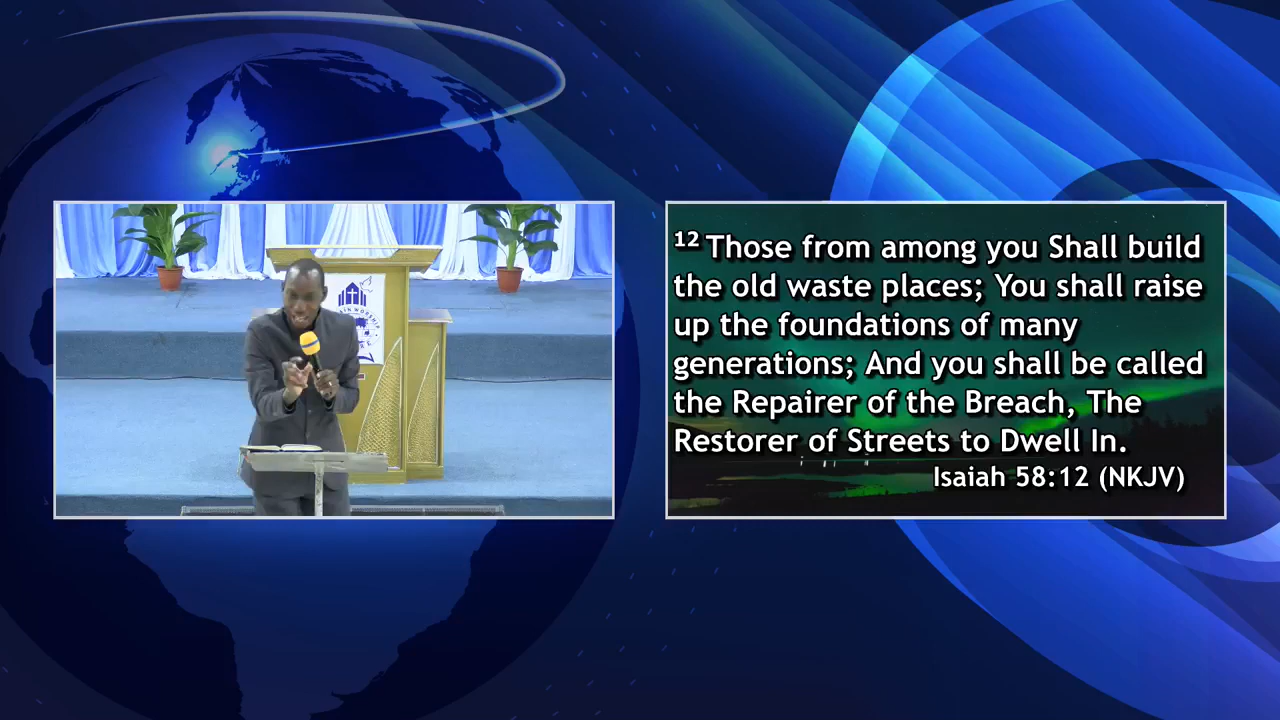 12 Those from among you Shall build
the old waste places; You shall raise
up the foundations of many
generations; And you shall be called
the Repairer of the Breach, The
Restorer of Streets to Dwell In.
Isaiah 58:12 (NKJV)